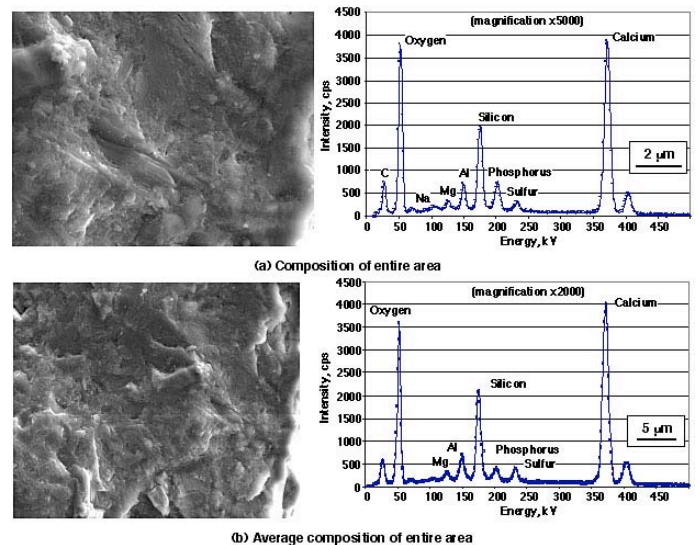 (magnification x5000)
Oxygen
Calcium
Silicon
C
Na
Mg
Al
Phosphorus
Sulfur
2 µm
Intensity, cps
4500
4000
3500
3000
2500
2000
1500
1000
500
0
0 50 100 150 200 250 300 350 400 450
Energy, kV
(a) Composition of entire area
(magnification x2000)
Oxygen
Calcium
Silicon
Al
Mg
Phosphorus
Sulfur
5 µm
Intensity, cps
4500
4000
3500
3000
2500
2000
1500
1000
500
0
0 50 100 150 200 250 300 350 400 450
Energy, kV
(b) Average composition of entire area